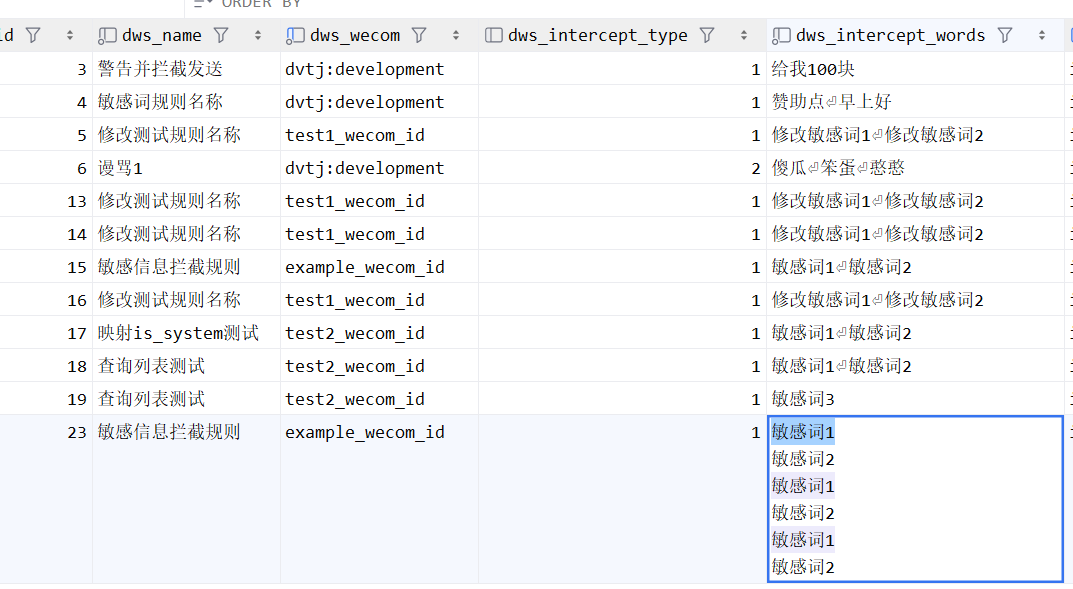 ORDER BY
id dws_name dws_wecom dws_intercept_type dws_intercept_words
3 警告并拦截发送 dvtj:development 1 给我100块
4 敏感词规则名称 dvtj:development 1 赞助点⏎早上好
5 修改测试规则名称 test1_wecom_id 1 修改敏感词1⏎修改敏感词2
6 谩骂1 dvtj:development 2 傻瓜⏎笨蛋⏎憨憨
13 修改测试规则名称 test1_wecom_id 1 修改敏感词1⏎修改敏感词2
14 修改测试规则名称 test1_wecom_id 1 修改敏感词1⏎修改敏感词2
15 敏感信息拦截规则 example_wecom_id 1 敏感词1⏎敏感词2
16 修改测试规则名称 test1_wecom_id 1 修改敏感词1⏎修改敏感词2
17 映射is_system测试 test2_wecom_id 1 敏感词1⏎敏感词2
18 查询列表测试 test2_wecom_id 1 敏感词1⏎敏感词2
19 查询列表测试 test2_wecom_id 1 敏感词3
23 敏感信息拦截规则 example_wecom_id 1 敏感词1
敏感词2
敏感词1
敏感词2
敏感词1
敏感词2